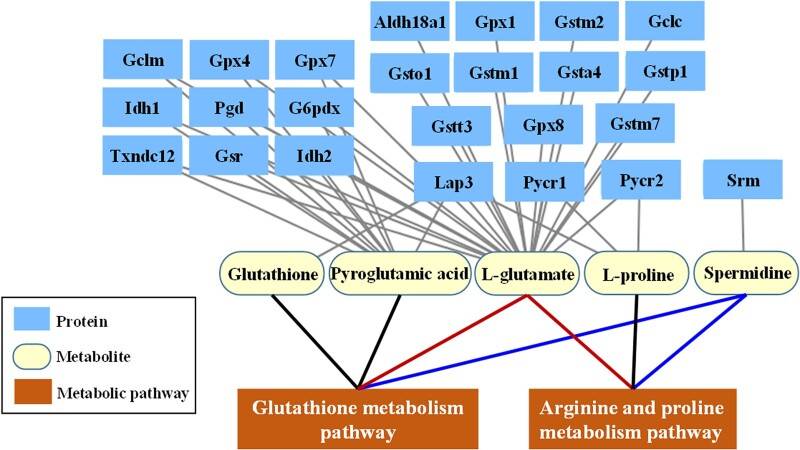 Aldh18a1 Gpx1 Gstm2 Gclc
Gclm Gpx4 Gpx7
Gsto1 Gstm1 Gsta4 Gstp1
Idh1 Pgd G6pdx
Gstt3 Gpx8 Gstm7
Txndc12 Gsr Idh2
Lap3 Pycr1 Pycr2 Srm
Glutathione Pyroglutamic acid L-glutamate L-proline Spermidine
Protein
Metabolite
Metabolic pathway
Glutathione metabolism
pathway
Arginine and proline
metabolism pathway